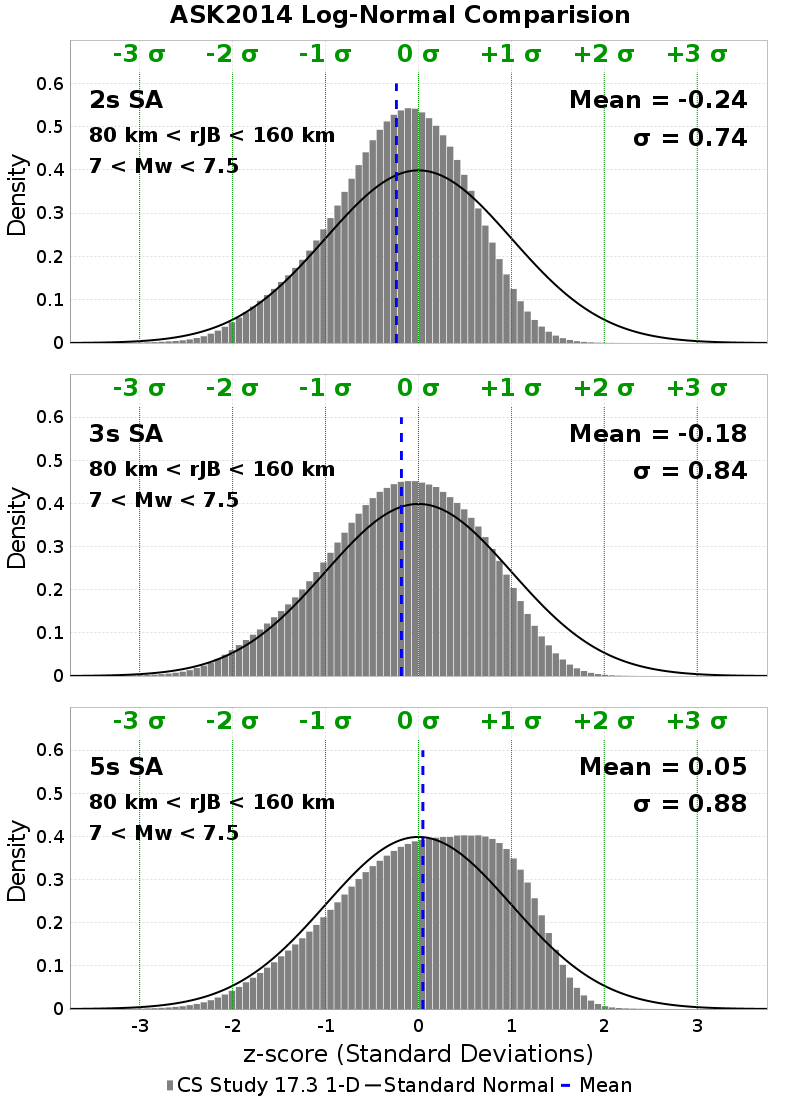 ASK2014 Log-Normal Comparision
-3 σ -2 σ -1 σ 0 σ +1 σ +2 σ +3 σ
0.6
2s SA Mean = -0.24
0.5
80 km < rJB < 160 km σ = 0.74
7 < Mw < 7.5
0.4
0.3
0.2
0.1
0
Density
-3 σ -2 σ -1 σ 0 σ +1 σ +2 σ +3 σ
0.6
3s SA Mean = -0.18
0.5
80 km < rJB < 160 km σ = 0.84
7 < Mw < 7.5
0.4
0.3
0.2
0.1
0
Density
-3 σ -2 σ -1 σ 0 σ +1 σ +2 σ +3 σ
0.6
5s SA Mean = 0.05
0.5
80 km < rJB < 160 km σ = 0.88
7 < Mw < 7.5
0.4
0.3
0.2
0.1
0
Density
-3 -2 -1 0 1 2 3
z-score (Standard Deviations)
CS Study 17.3 1-D Standard Normal Mean